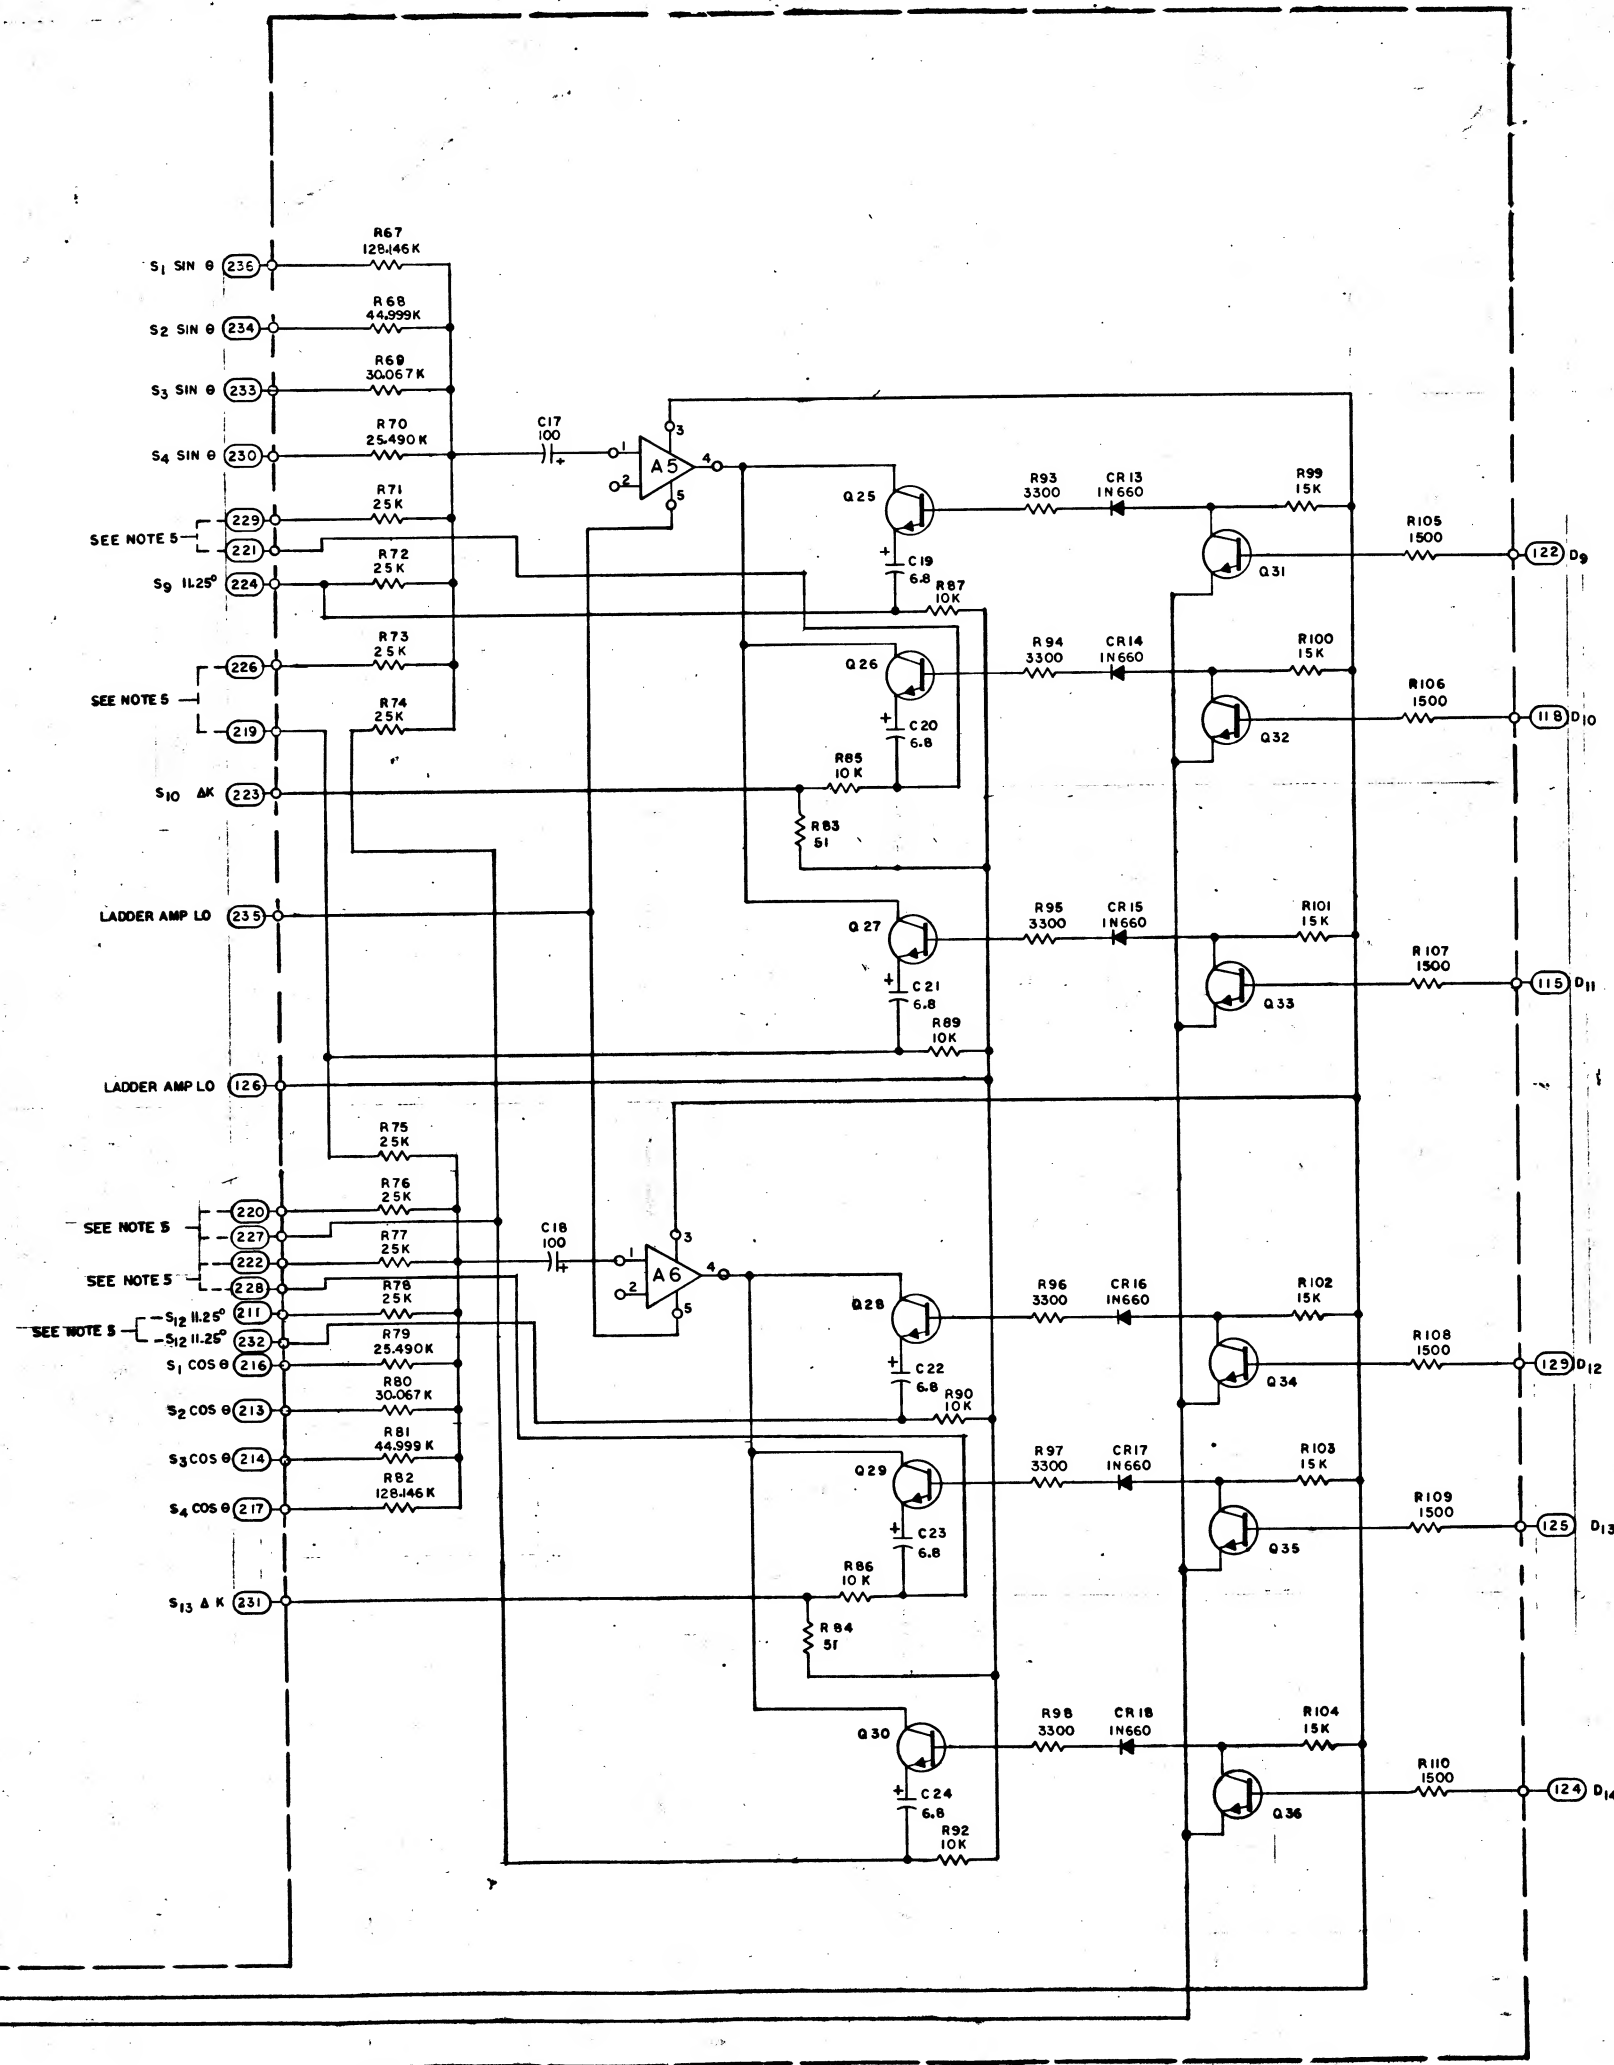 R67
128.146K
S1 SIN θ 236
R68
44.999K
S2 SIN θ 234
R69
30.067K
S3 SIN θ 233
R70
25.490K
S4 SIN θ 230
C17
100
+
1
2
3
4
5
A5
R71
25K
229
SEE NOTE 5
221
R72
25K
S9 11.25° 224
R73
25K
226
SEE NOTE 5
R74
25K
219
S10 ΔK 223
Q25
+
C19
6.8
R87
10K
R93
3300
CR13
1N660
R99
15K
Q31
R105
1500
122 D9
Q26
+
C20
6.8
R85
10K
R83
51
R94
3300
CR14
1N660
R100
15K
Q32
R106
1500
118 D10
LADDER AMP LO 235
Q27
+
C21
6.8
R89
10K
R95
3300
CR15
1N660
R101
15K
Q33
R107
1500
115 D11
LADDER AMP LO 126
R75
25K
R76
25K
220
SEE NOTE 5
227
R77
25K
222
SEE NOTE 5
228
R78
25K
S12 11.25° 211
SEE NOTE 5
S12 11.25° 232
R79
25.490K
S1 COS θ 216
R80
30.067K
S2 COS θ 213
R81
44.999K
S3 COS θ 214
R82
128.146K
S4 COS θ 217
S13 ΔK 231
C18
100
+
1
2
3
4
5
A6
Q28
+
C22
6.8
R90
10K
R96
3300
CR16
1N660
R102
15K
Q34
R108
1500
129 D12
Q29
+
C23
6.8
R86
10K
R84
51
R97
3300
CR17
1N660
R103
15K
Q35
R109
1500
125 D13
Q30
+
C24
6.8
R92
10K
R98
3300
CR18
1N660
R104
15K
Q36
R110
1500
124 D14